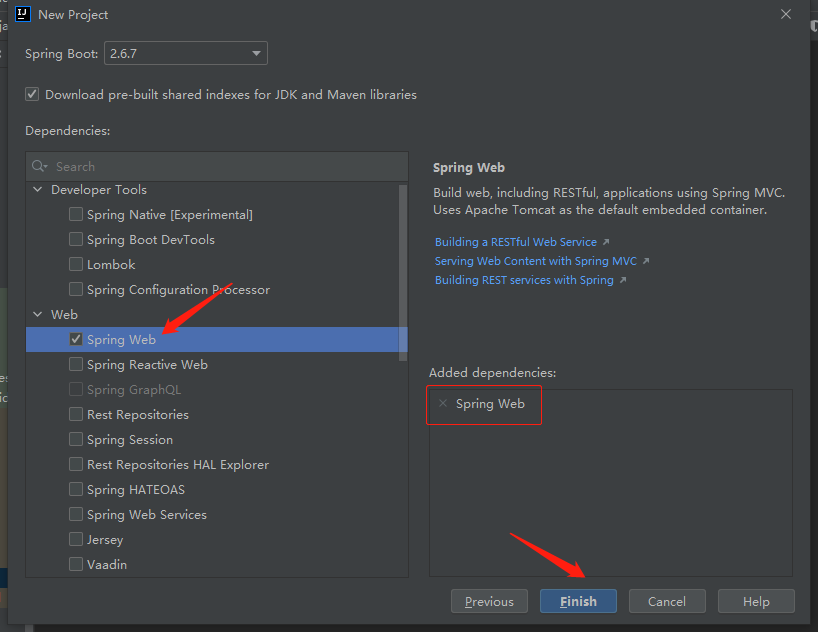 New Project
Spring Boot: 2.6.7
Download pre-built shared indexes for JDK and Maven libraries
Dependencies:
Search
Developer Tools
Spring Native [Experimental]
Spring Boot DevTools
Lombok
Spring Configuration Processor
Web
Spring Web
Spring Reactive Web
Spring GraphQL
Rest Repositories
Spring Session
Rest Repositories HAL Explorer
Spring HATEOAS
Spring Web Services
Jersey
Vaadin
Spring Web
Build web, including RESTful, applications using Spring MVC.
Uses Apache Tomcat as the default embedded container.
Building a RESTful Web Service
Serving Web Content with Spring MVC
Building REST services with Spring
Added dependencies:
Spring Web
Previous
Finish
Cancel
Help